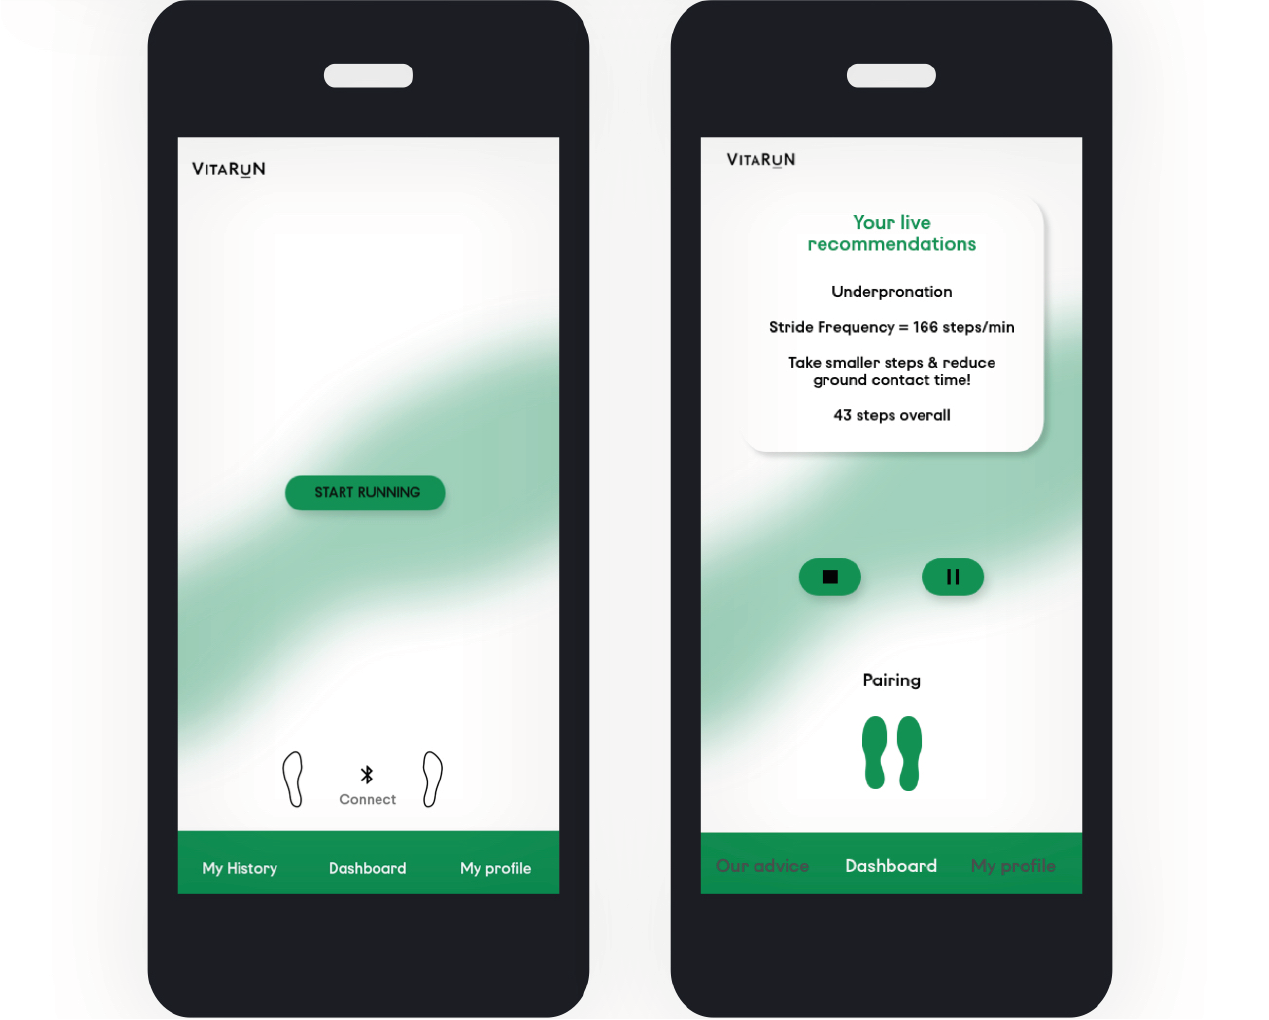 VITARUN
START RUNNING
Connect
My History Dashboard My profile
VITARUN
Your live
recommendations
Underpronation
Stride Frequency = 166 steps/min
Take smaller steps & reduce
ground contact time!
43 steps overall
Pairing
Our advice Dashboard My profile